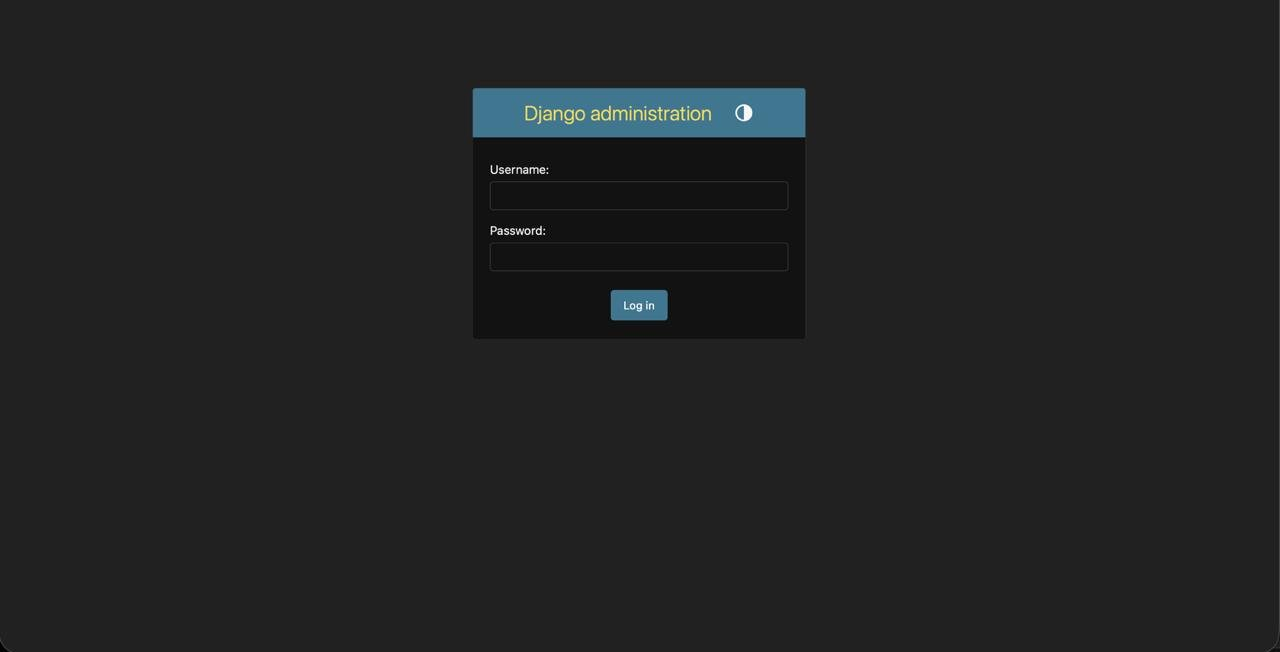 Django administration
Username:
Password:
Log in